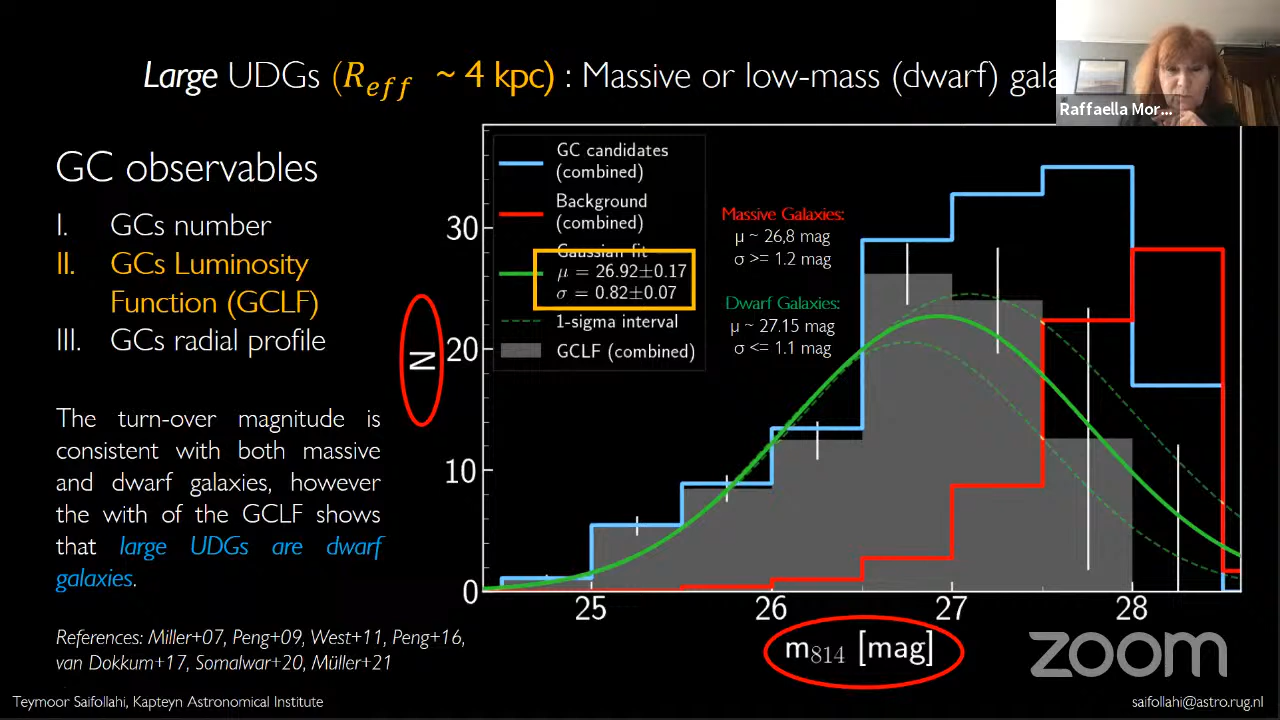 Large UDGs (Reff ~ 4 kpc) : Massive or low-mass (dwarf) gala
Raffaella Mor...
GC observables
I. GCs number
II. GCs Luminosity
Function (GCLF)
III. GCs radial profile
The turn-over magnitude is
consistent with both massive
and dwarf galaxies, however
the with of the GCLF shows
that large UDGs are dwarf
galaxies.
References: Miller+07, Peng+09, West+11, Peng+16,
van Dokkum+17, Somalwar+20, Müller+21
GC candidates
(combined)
Background
(combined)
Gaussian fit
μ = 26.92±0.17
σ = 0.82±0.07
1-sigma interval
GCLF (combined)
Massive Galaxies:
μ ~ 26,8 mag
σ >= 1.2 mag
Dwarf Galaxies:
μ ~ 27.15 mag
σ <= 1.1 mag
N
30
20
10
0
25 26 27 28
m814 [mag]
zoom
Teymoor Saifollahi, Kapteyn Astronomical Institute
saifollahi@astro.rug.nl